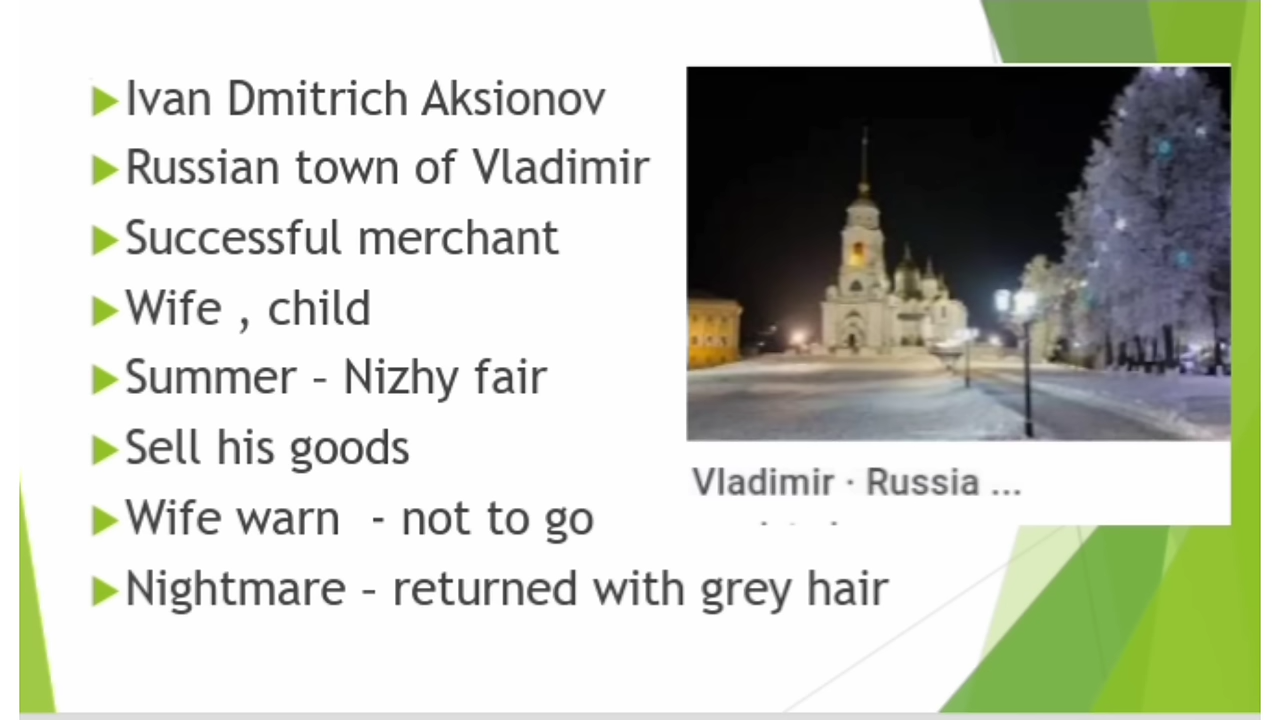 Ivan Dmitrich Aksionov
Russian town of Vladimir
Successful merchant
Wife , child
Summer – Nizhy fair
Sell his goods
Wife warn  - not to go
Nightmare – returned with grey hair
Vladimir · Russia ...